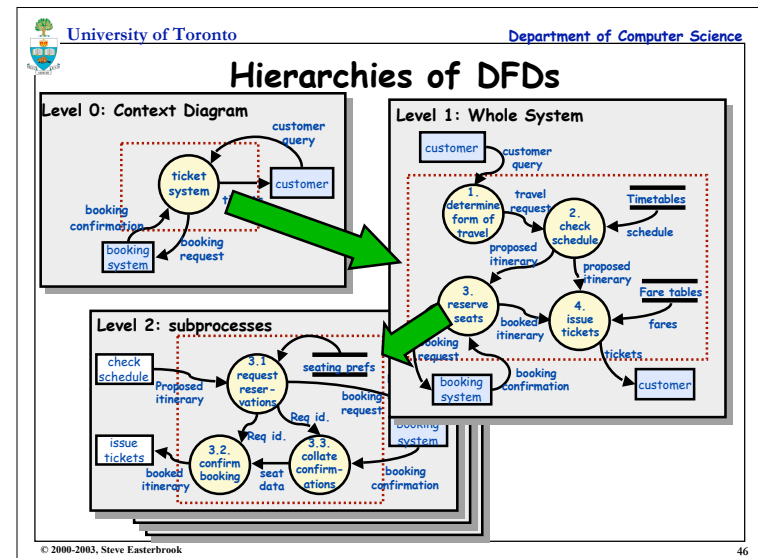 University of Toronto
Department of Computer Science
Hierarchies of DFDs
Level 0: Context Diagram
customer
query
ticket
system
customer
booking
confirmation
booking
request
booking
system
Level 1: Whole System
customer
customer
query
1.
determine
form of
travel
travel
request
2.
check
schedule
Timetables
schedule
proposed
itinerary
proposed
itinerary
3.
reserve
seats
booked
itinerary
4.
issue
tickets
Fare tables
fares
tickets
booking
request
booking
system
booking
confirmation
customer
Level 2: subprocesses
check
schedule
Proposed
itinerary
3.1
request
reser-
vations
seating prefs
booking
request
booking
system
Req id.
Req id.
issue
tickets
booked
itinerary
3.2.
confirm
booking
seat
data
3.3.
collate
confirm-
ations
booking
confirmation
© 2000-2003, Steve Easterbrook
46